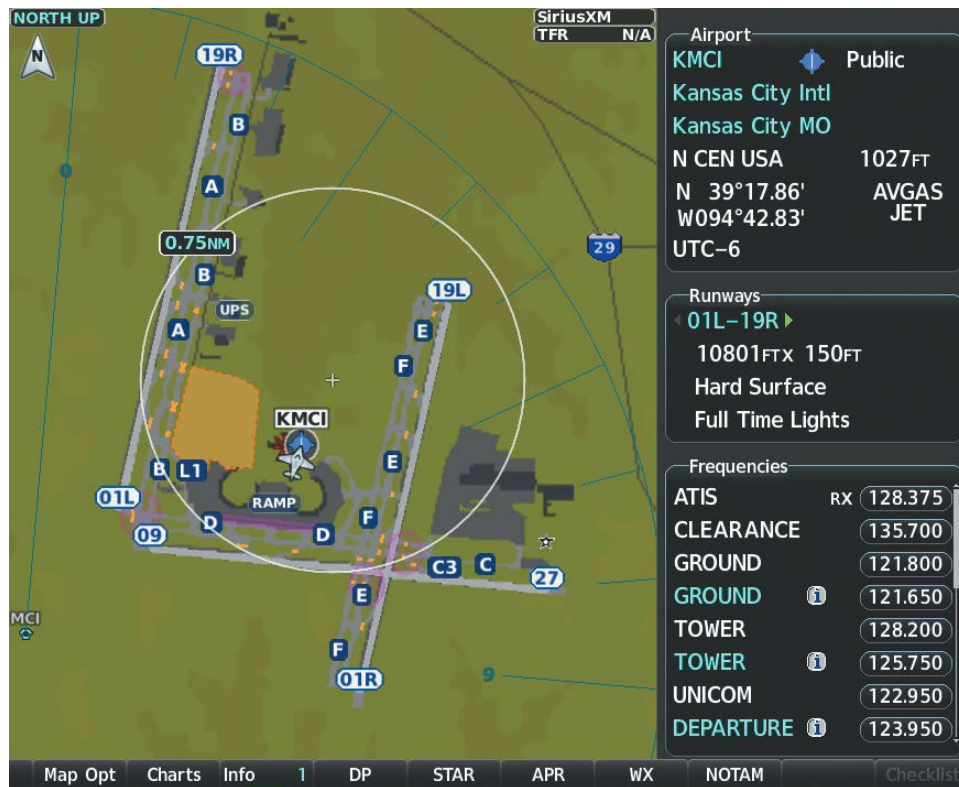 NORTH UP
N
SiriusXM
TFR N/A
19R
B
A
0
0.75NM
29
B
19L
UPS
E
A
F
KMCI
E
B L1
01L
RAMP
F
D
D
09
C3 C
27
E
MCI
F
01R
9
Airport
KMCI Public
Kansas City Intl
Kansas City MO
N CEN USA 1027FT
N 39°17.86' AVGAS
W094°42.83' JET
UTC-6
Runways
01L-19R
10801FT x 150FT
Hard Surface
Full Time Lights
Frequencies
ATIS RX 128.375
CLEARANCE 135.700
GROUND 121.800
GROUND i 121.650
TOWER 128.200
TOWER i 125.750
UNICOM 122.950
DEPARTURE i 123.950
Map Opt Charts Info 1 DP STAR APR WX NOTAM Checklist